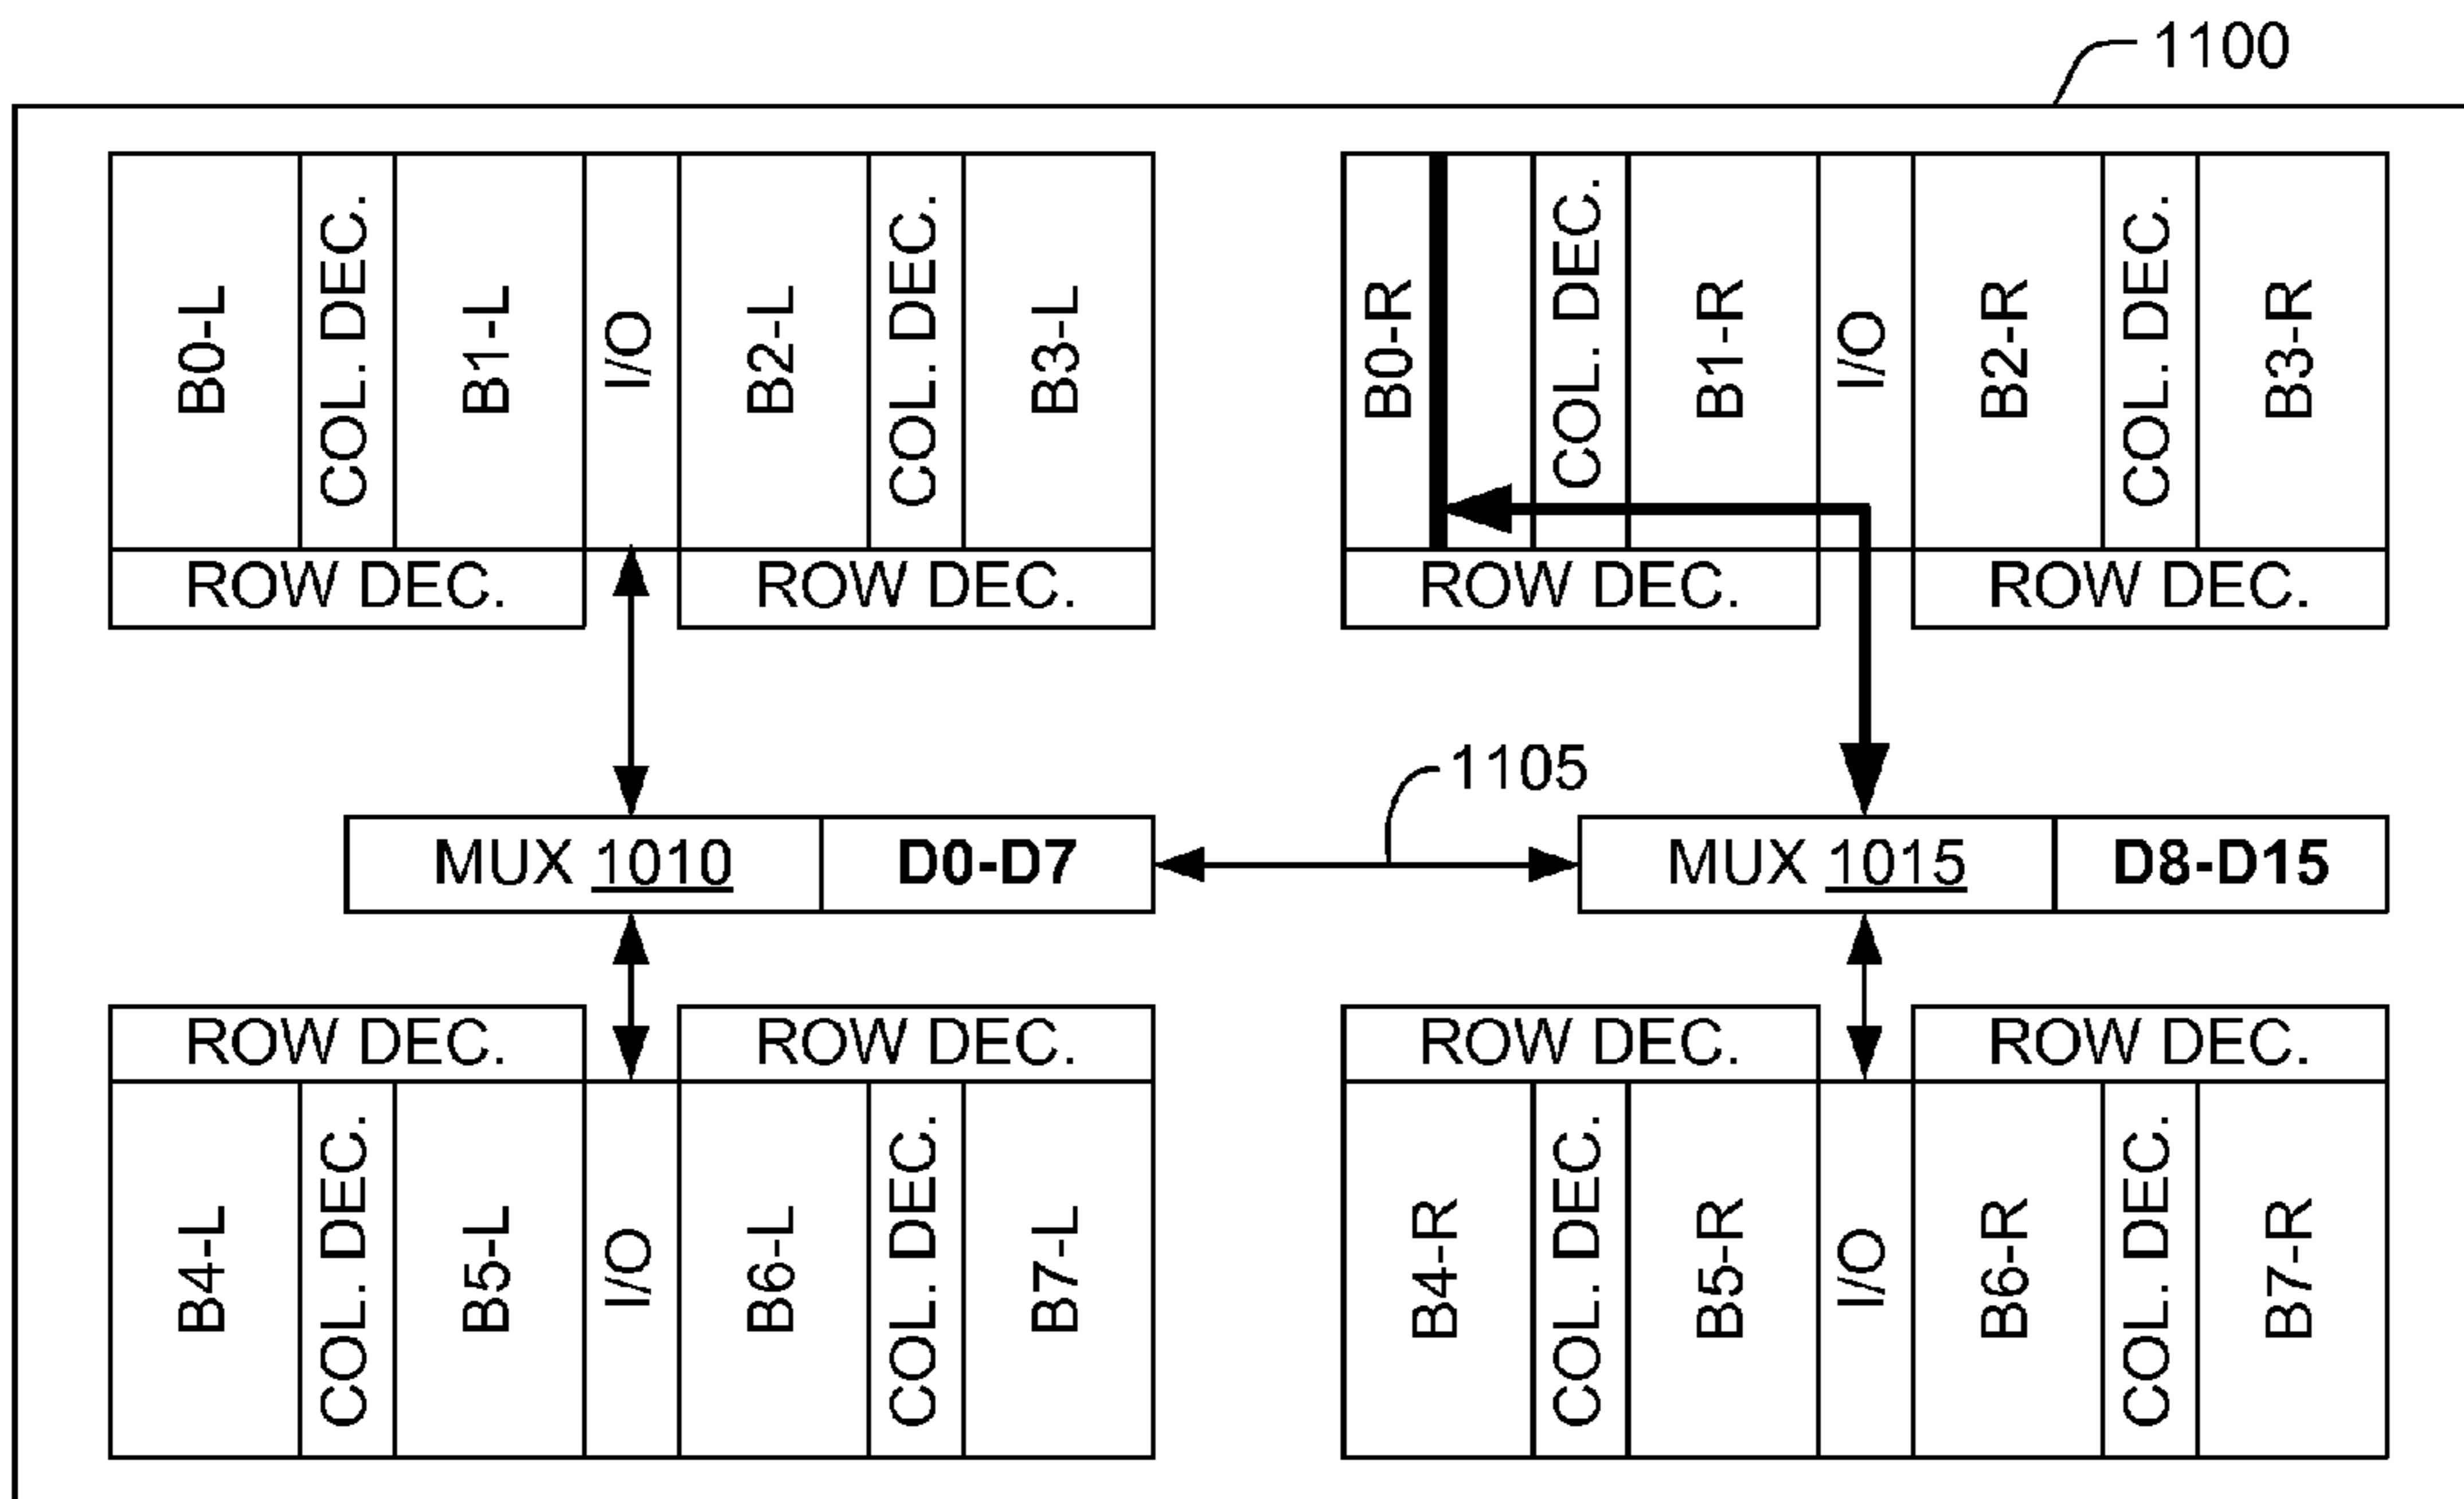 1100
B0-L
COL. DEC.
B1-L
I/O
B2-L
COL. DEC.
B3-L
ROW DEC.
ROW DEC.
B0-R
COL. DEC.
B1-R
I/O
B2-R
COL. DEC.
B3-R
ROW DEC.
ROW DEC.
1105
MUX 1010
D0-D7
MUX 1015
D8-D15
ROW DEC.
ROW DEC.
B4-L
COL. DEC.
B5-L
I/O
B6-L
COL. DEC.
B7-L
ROW DEC.
ROW DEC.
B4-R
COL. DEC.
B5-R
I/O
B6-R
COL. DEC.
B7-R